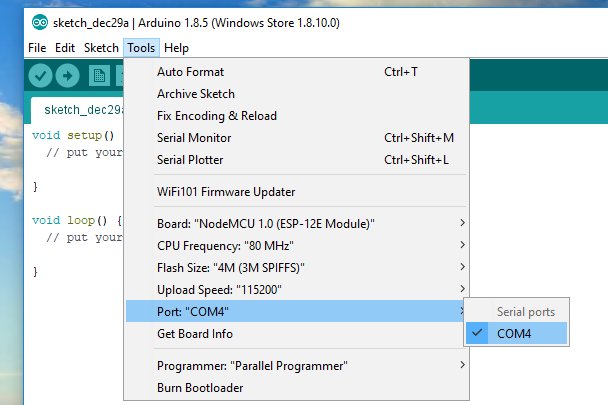 sketch_dec29a | Arduino 1.8.5 (Windows Store 1.8.10.0)
File Edit Sketch Tools Help
sketch_dec29a
void setup()
// put your
}
void loop() {
// put your
}
Auto Format Ctrl+T
Archive Sketch
Fix Encoding & Reload
Serial Monitor Ctrl+Shift+M
Serial Plotter Ctrl+Shift+L
WiFi101 Firmware Updater
Board: "NodeMCU 1.0 (ESP-12E Module)"
CPU Frequency: "80 MHz"
Flash Size: "4M (3M SPIFFS)"
Upload Speed: "115200"
Port: "COM4"
Get Board Info
Programmer: "Parallel Programmer"
Burn Bootloader
Serial ports
COM4